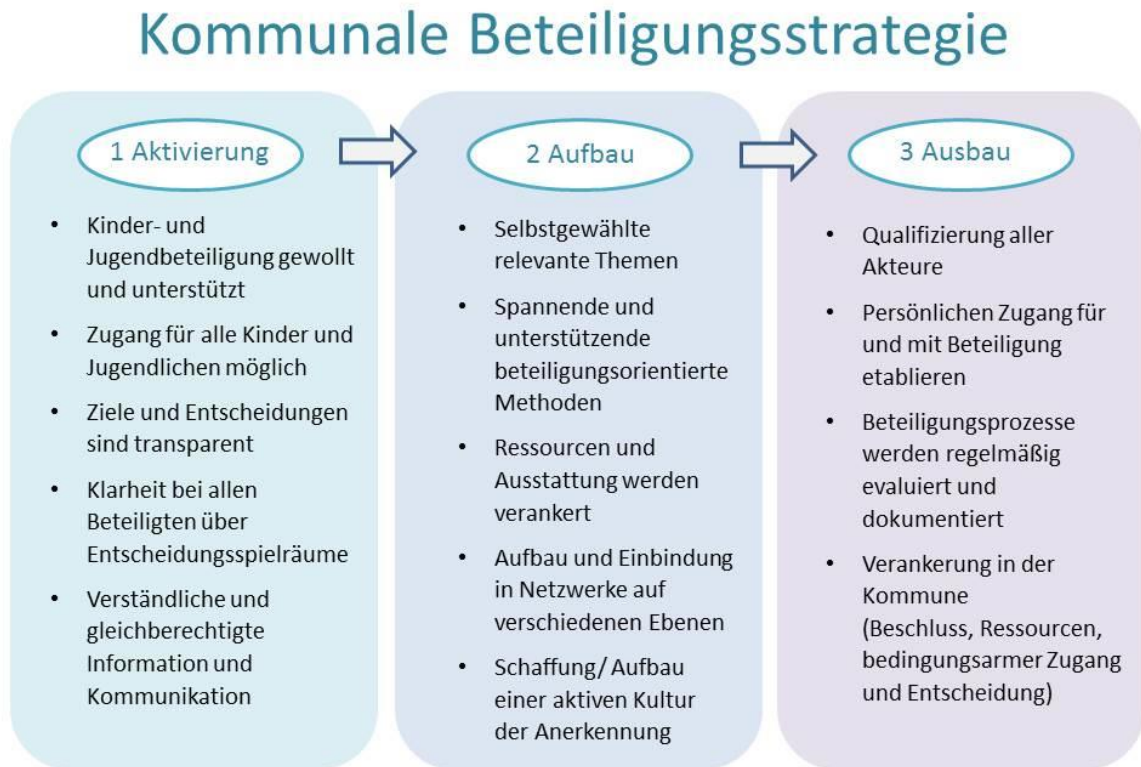 Kommunale Beteiligungsstrategie
1 Aktivierung
• Kinder- und
Jugendbeteiligung gewollt
und unterstützt
• Zugang für alle Kinder und
Jugendlichen möglich
• Ziele und Entscheidungen
sind transparent
• Klarheit bei allen
Beteiligten über
Entscheidungsspielräume
• Verständliche und
gleichberechtigte
Information und
Kommunikation
2 Aufbau
• Selbstgewählte
relevante Themen
• Spannende und
unterstützende
beteiligungsorientierte
Methoden
• Ressourcen und
Ausstattung werden
verankert
• Aufbau und Einbindung
in Netzwerke auf
verschiedenen Ebenen
• Schaffung/ Aufbau
einer aktiven Kultur
der Anerkennung
3 Ausbau
• Qualifizierung aller
Akteure
• Persönlichen Zugang für
und mit Beteiligung
etablieren
• Beteiligungsprozesse
werden regelmäßig
evaluiert und
dokumentiert
• Verankerung in der
Kommune
(Beschluss, Ressourcen,
bedingungsarmer Zugang
und Entscheidung)